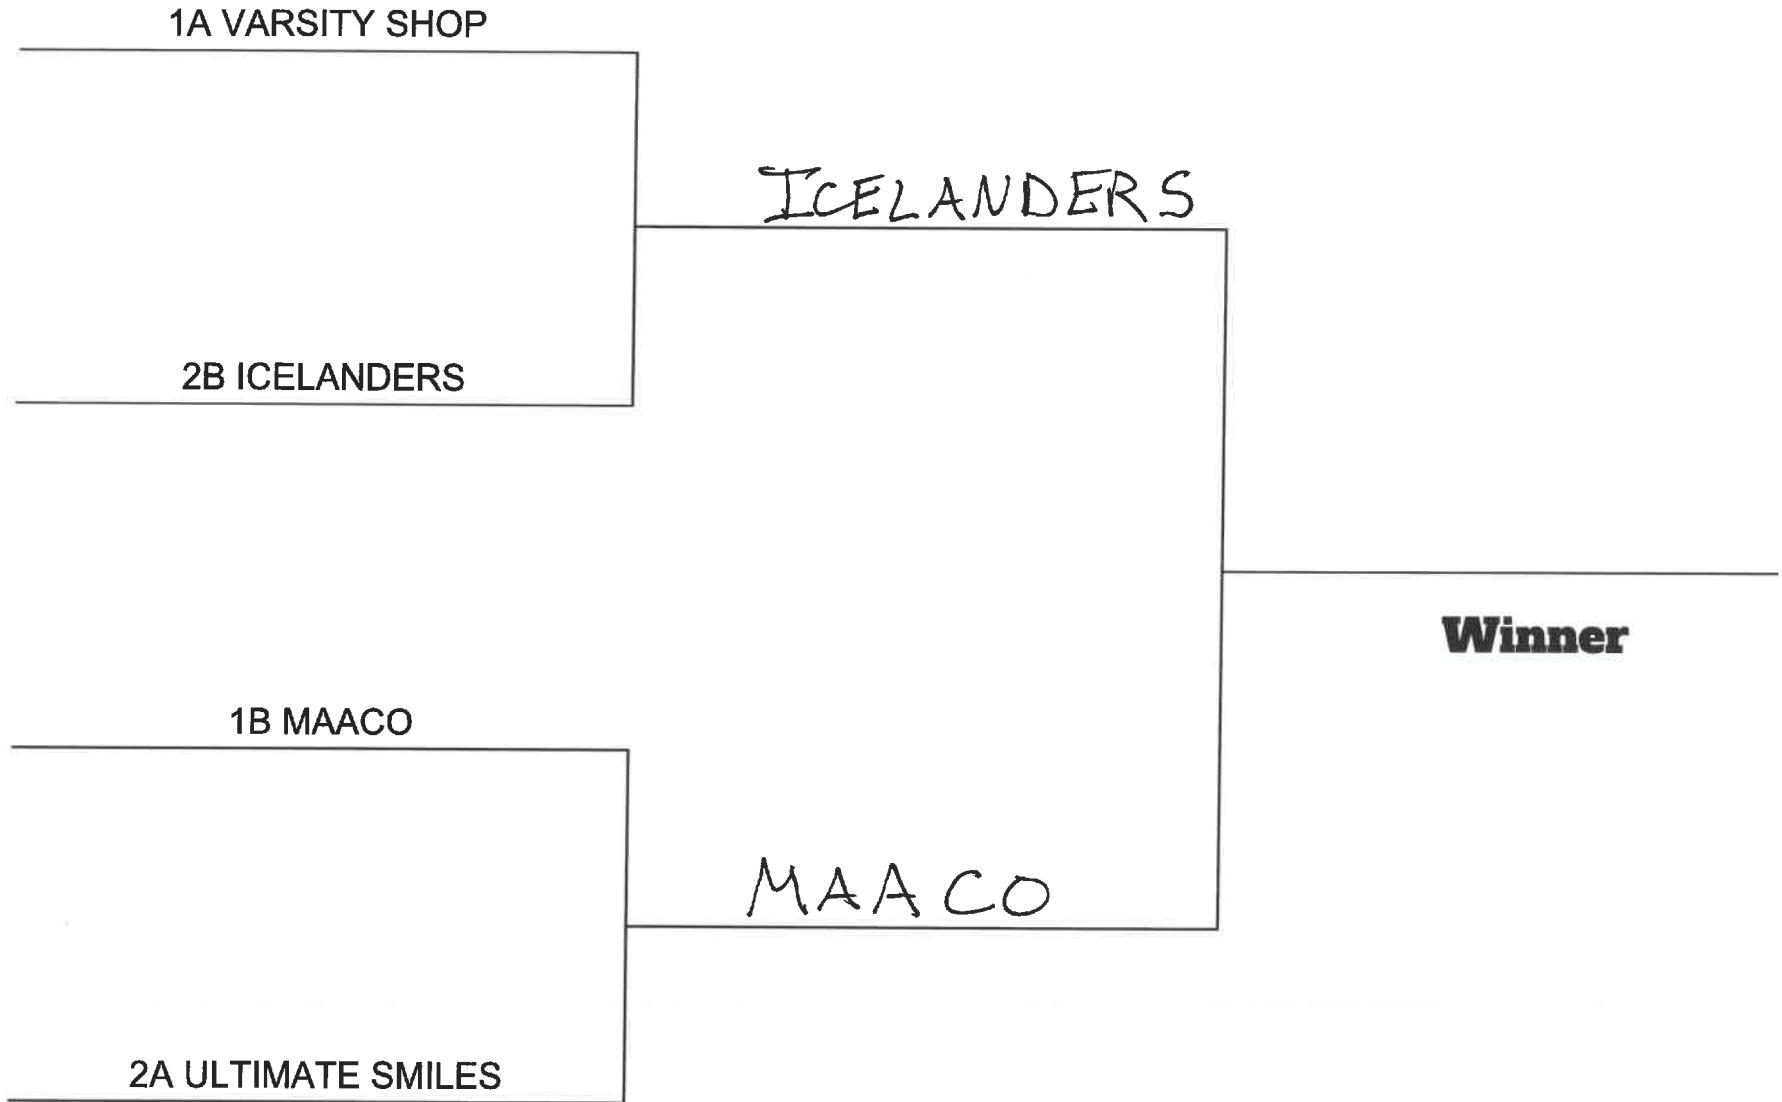 1A VARSITY SHOP
ICELANDERS
2B ICELANDERS
Winner
1B MAACO
MAACO
2A ULTIMATE SMILES